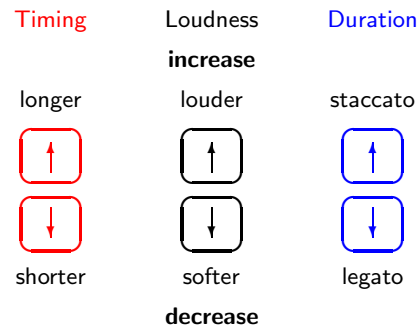 Timing Loudness Duration
increase
longer louder staccato
shorter softer legato
decrease